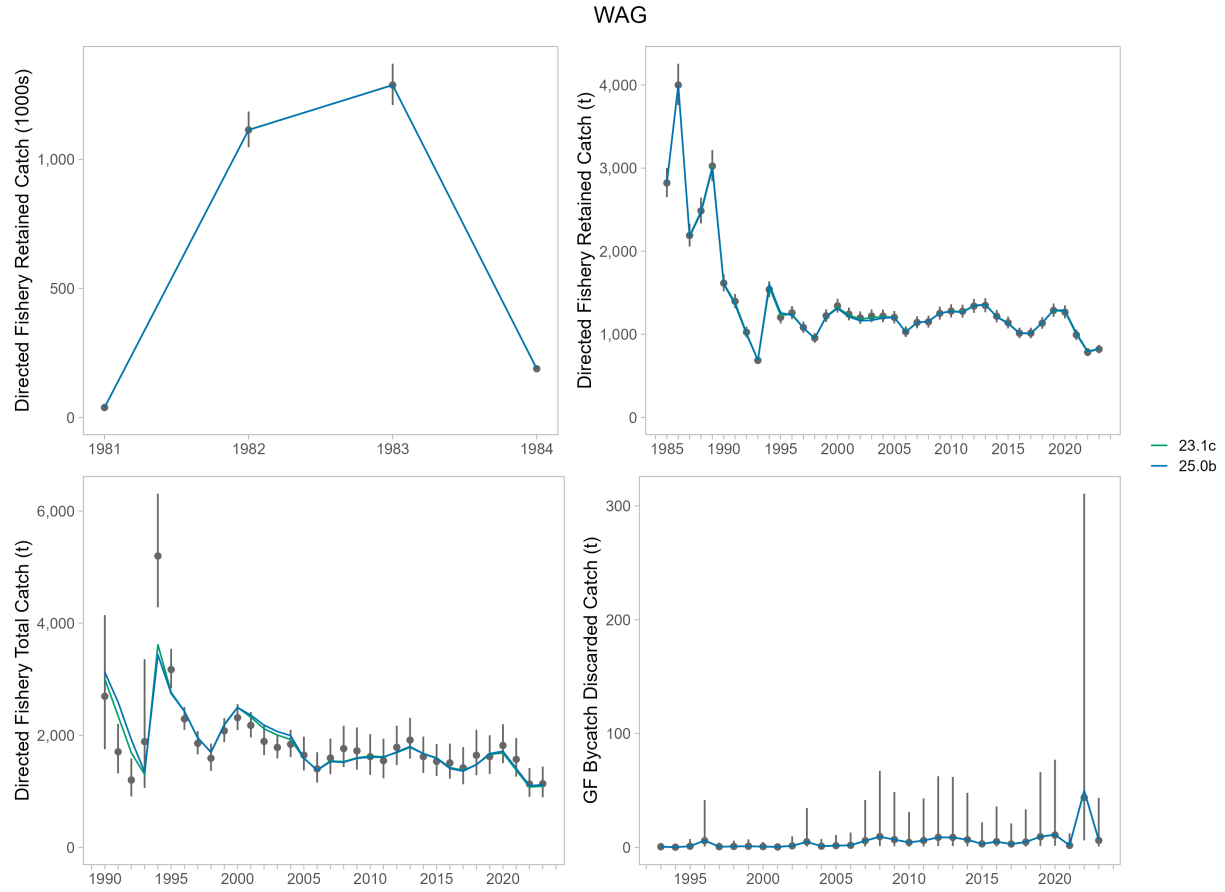 WAG
Directed Fishery Retained Catch (1000s)
1,000
500
0
1981 1982 1983 1984
Directed Fishery Retained Catch (t)
4,000
3,000
2,000
1,000
0
1985 1990 1995 2000 2005 2010 2015 2020
23.1c
25.0b
Directed Fishery Total Catch (t)
6,000
4,000
2,000
0
1990 1995 2000 2005 2010 2015 2020
GF Bycatch Discarded Catch (t)
300
200
100
0
1995 2000 2005 2010 2015 2020